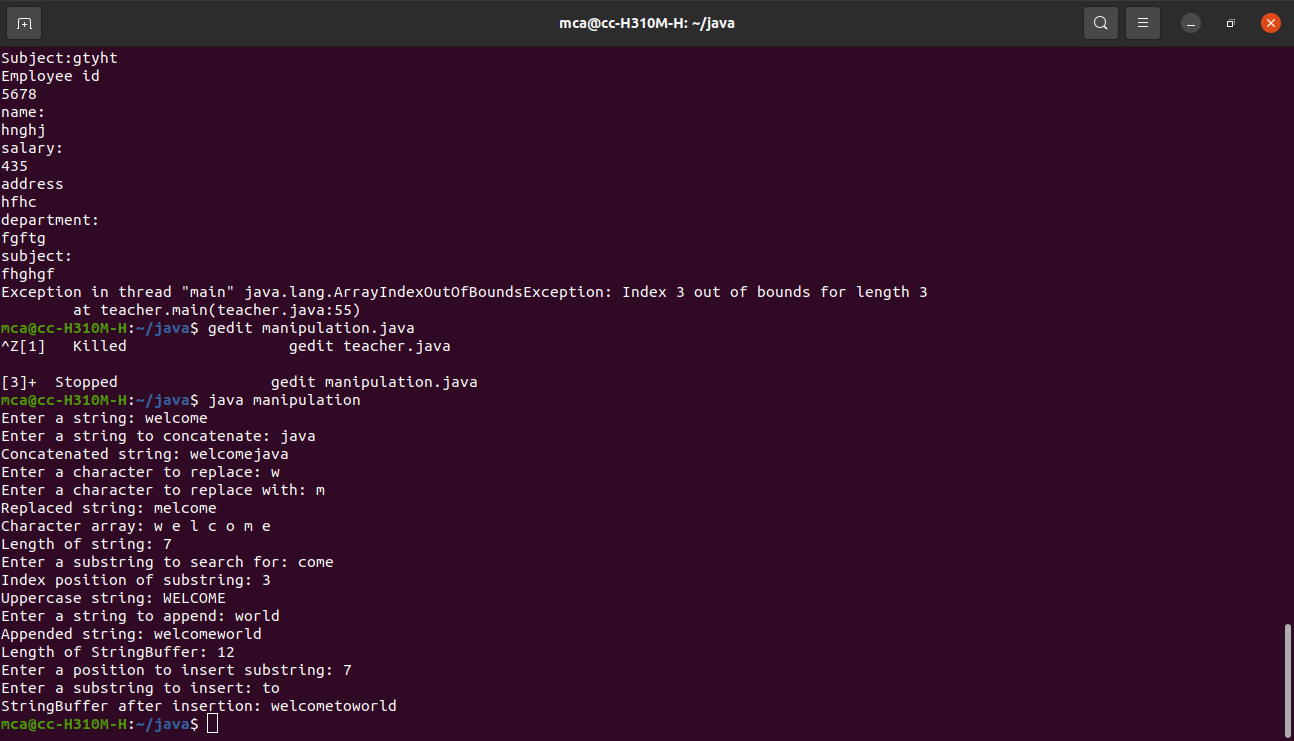 mca@cc-H310M-H: ~/java
Subject:gtyht
Employee id
5678
name:
hnghj
salary:
435
address
hfhc
department:
fgftg
subject:
fhghgf
Exception in thread "main" java.lang.ArrayIndexOutOfBoundsException: Index 3 out of bounds for length 3
        at teacher.main(teacher.java:55)
mca@cc-H310M-H:~/java$ gedit manipulation.java
^Z[1]   Killed                  gedit teacher.java

[3]+  Stopped                 gedit manipulation.java
mca@cc-H310M-H:~/java$ java manipulation
Enter a string: welcome
Enter a string to concatenate: java
Concatenated string: welcomejava
Enter a character to replace: w
Enter a character to replace with: m
Replaced string: melcome
Character array: w e l c o m e
Length of string: 7
Enter a substring to search for: come
Index position of substring: 3
Uppercase string: WELCOME
Enter a string to append: world
Appended string: welcomeworld
Length of StringBuffer: 12
Enter a position to insert substring: 7
Enter a substring to insert: to
StringBuffer after insertion: welcometoworld
mca@cc-H310M-H:~/java$